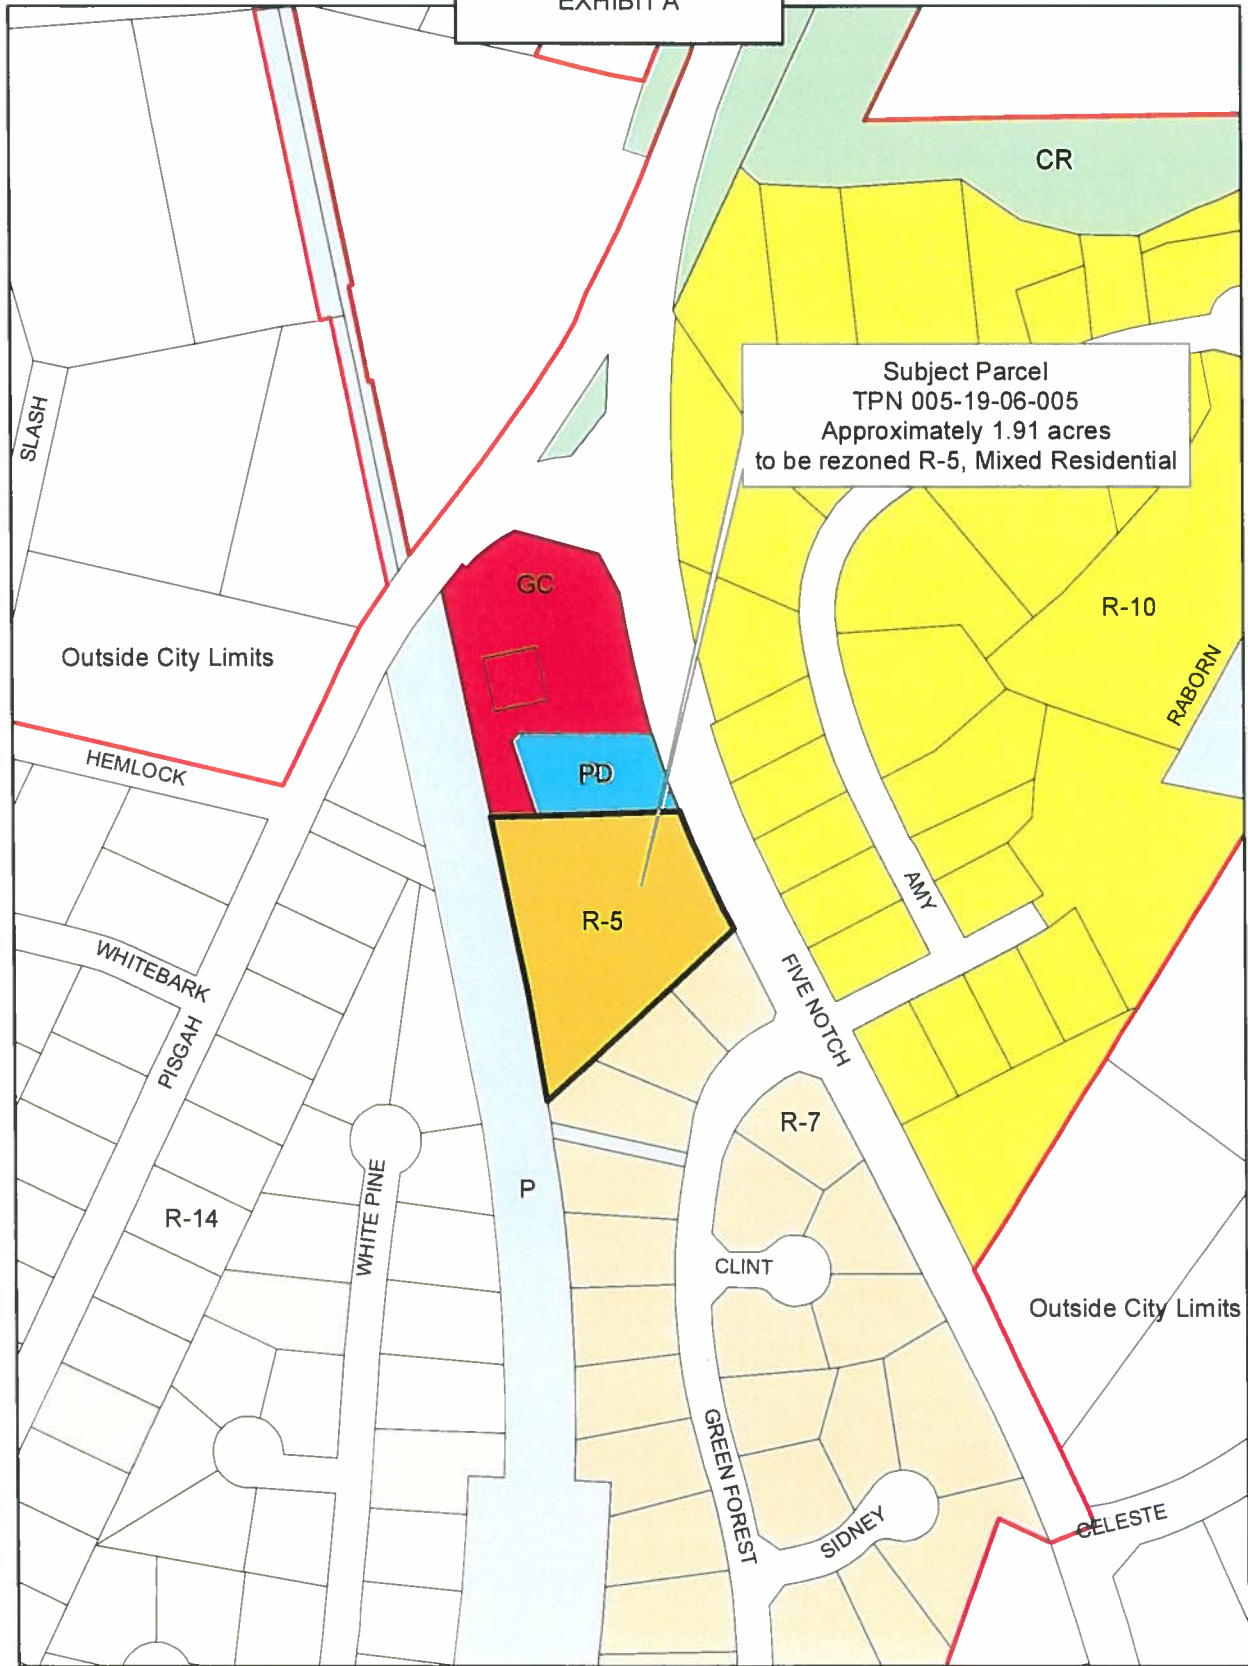 EXHIBIT A
CR
Subject Parcel
TPN 005-19-06-005
Approximately 1.91 acres
to be rezoned R-5, Mixed Residential
SLASH
GC
R-10
Outside City Limits
RABORN
HEMLOCK
PD
AMY
R-5
WHITEBARK
FIVE NOTCH
PISGAH
R-7
P
R-14
WHITE PINE
CLINT
Outside City Limits
GREEN FOREST
SIDNEY
CELESTE